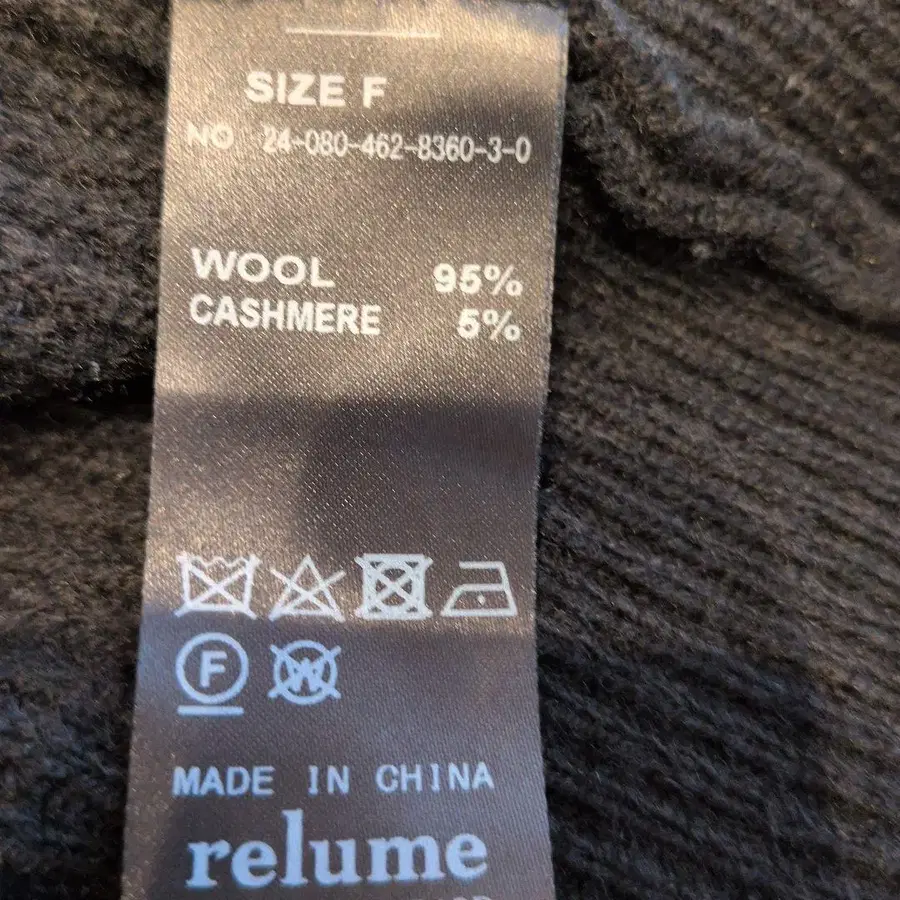 SIZE F
NO 24-080-462-8360-3-0
WOOL 95%
CASHMERE 5%
F W
MADE IN CHINA
relume